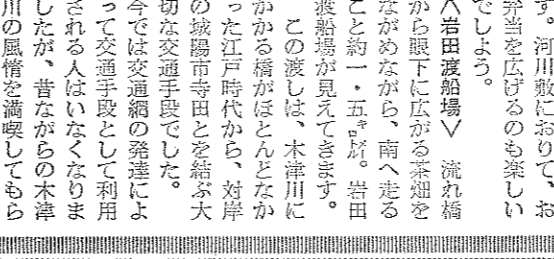 す。河川敷におりて、お
弁当を広げるのも楽しい
でしょう。
〈岩田渡船場〉　流れ橋
から眼下に広がる茶畑を
ながめながら、南へ走る
こと約一・五㌔㍍。岩田
渡船場が見えてきます。
　この渡しは、木津川に
かかる橋がほとんどなか
った江戸時代から、対岸
の城陽市寺田とを結ぶ大
切な交通手段でした。
今では交通網の発達によ
って交通手段として利用
される人はいなくなりま
したが、昔ながらの木津
川の風情を満喫してもら